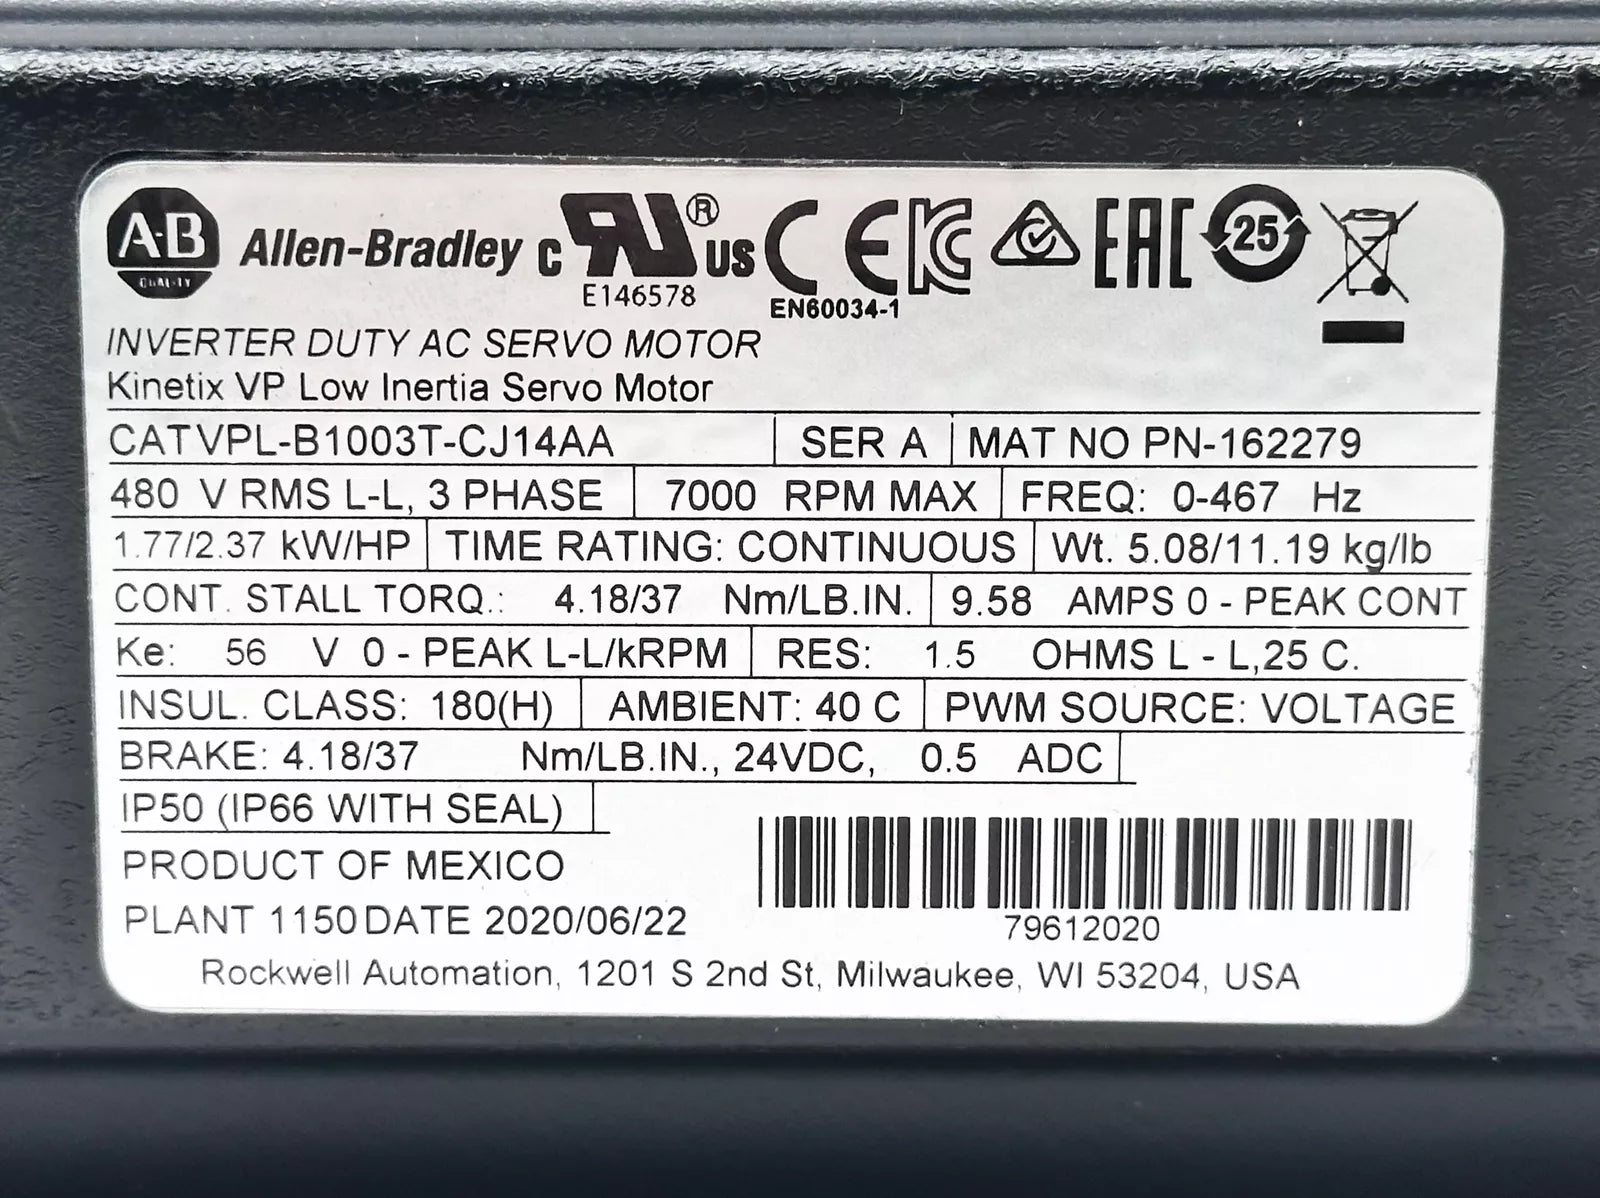 A-B
QUALITY
Allen-Bradley
c RU® US
E146578
CE
EN60034-1
KC
EAC
25
INVERTER DUTY AC SERVO MOTOR
Kinetix VP Low Inertia Servo Motor
CAT VPL-B1003T-CJ14AA SER A MAT NO PN-162279
480 V RMS L-L, 3 PHASE 7000 RPM MAX FREQ: 0-467 Hz
1.77/2.37 kW/HP TIME RATING: CONTINUOUS Wt. 5.08/11.19 kg/lb
CONT. STALL TORQ.: 4.18/37 Nm/LB.IN. 9.58 AMPS 0 - PEAK CONT
Ke: 56 V 0 - PEAK L-L/kRPM RES: 1.5 OHMS L - L,25 C.
INSUL. CLASS: 180(H) AMBIENT: 40 C PWM SOURCE: VOLTAGE
BRAKE: 4.18/37 Nm/LB.IN., 24VDC, 0.5 ADC
IP50 (IP66 WITH SEAL)
PRODUCT OF MEXICO
PLANT 1150 DATE 2020/06/22
79612020
Rockwell Automation, 1201 S 2nd St, Milwaukee, WI 53204, USA